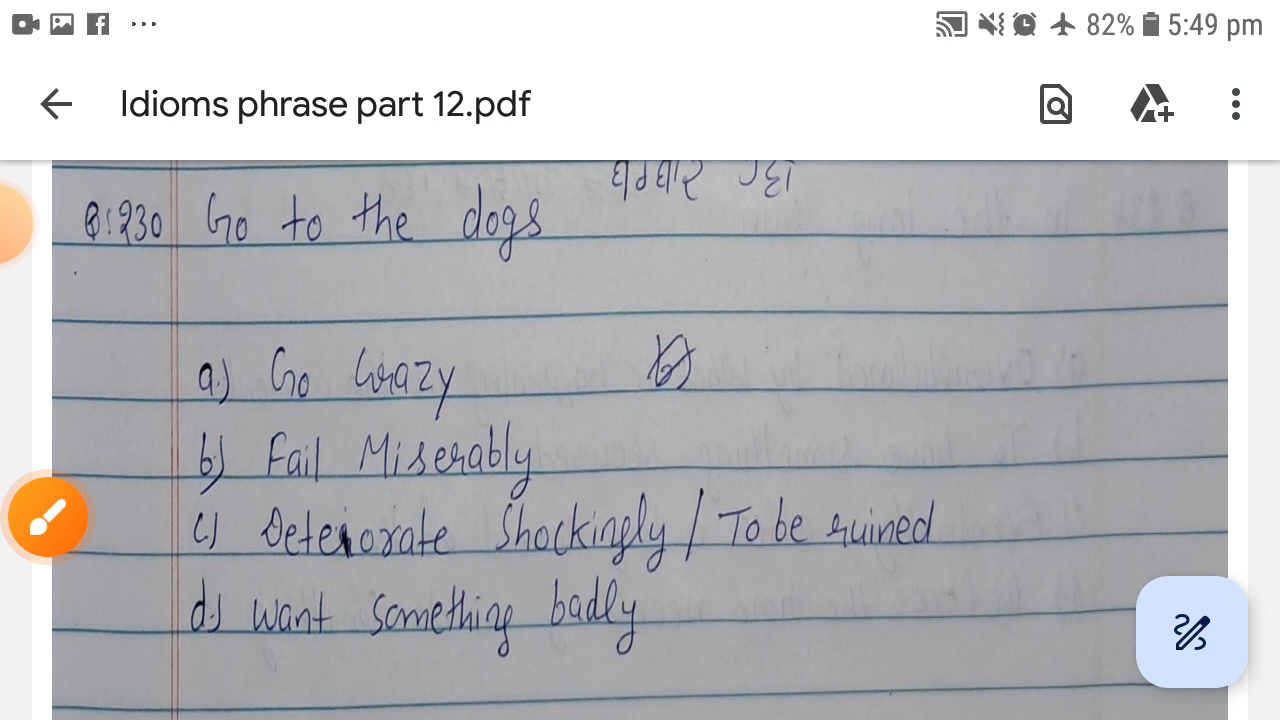 82% 5:49 pm
Idioms phrase part 12.pdf
Q:230 Go to the dogs
a.) Go Crazy
b)
b.) Fail Miserably
c) Deteriorate Shockingly / To be ruined
d.) want something badly